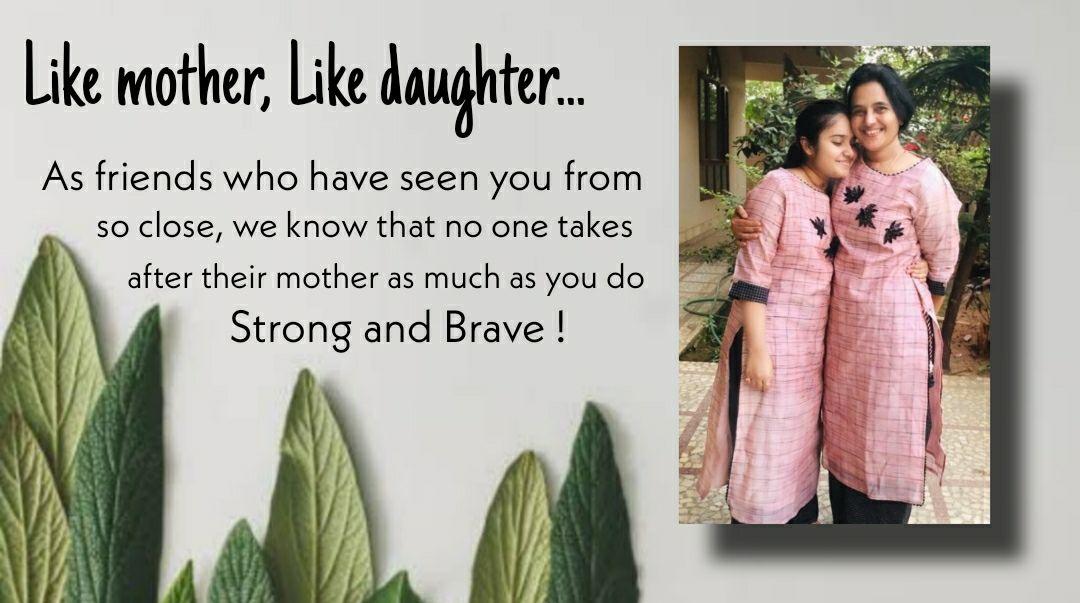 Like mother, Like daughter...
As friends who have seen you from
so close, we know that no one takes
after their mother as much as you do
Strong and Brave !